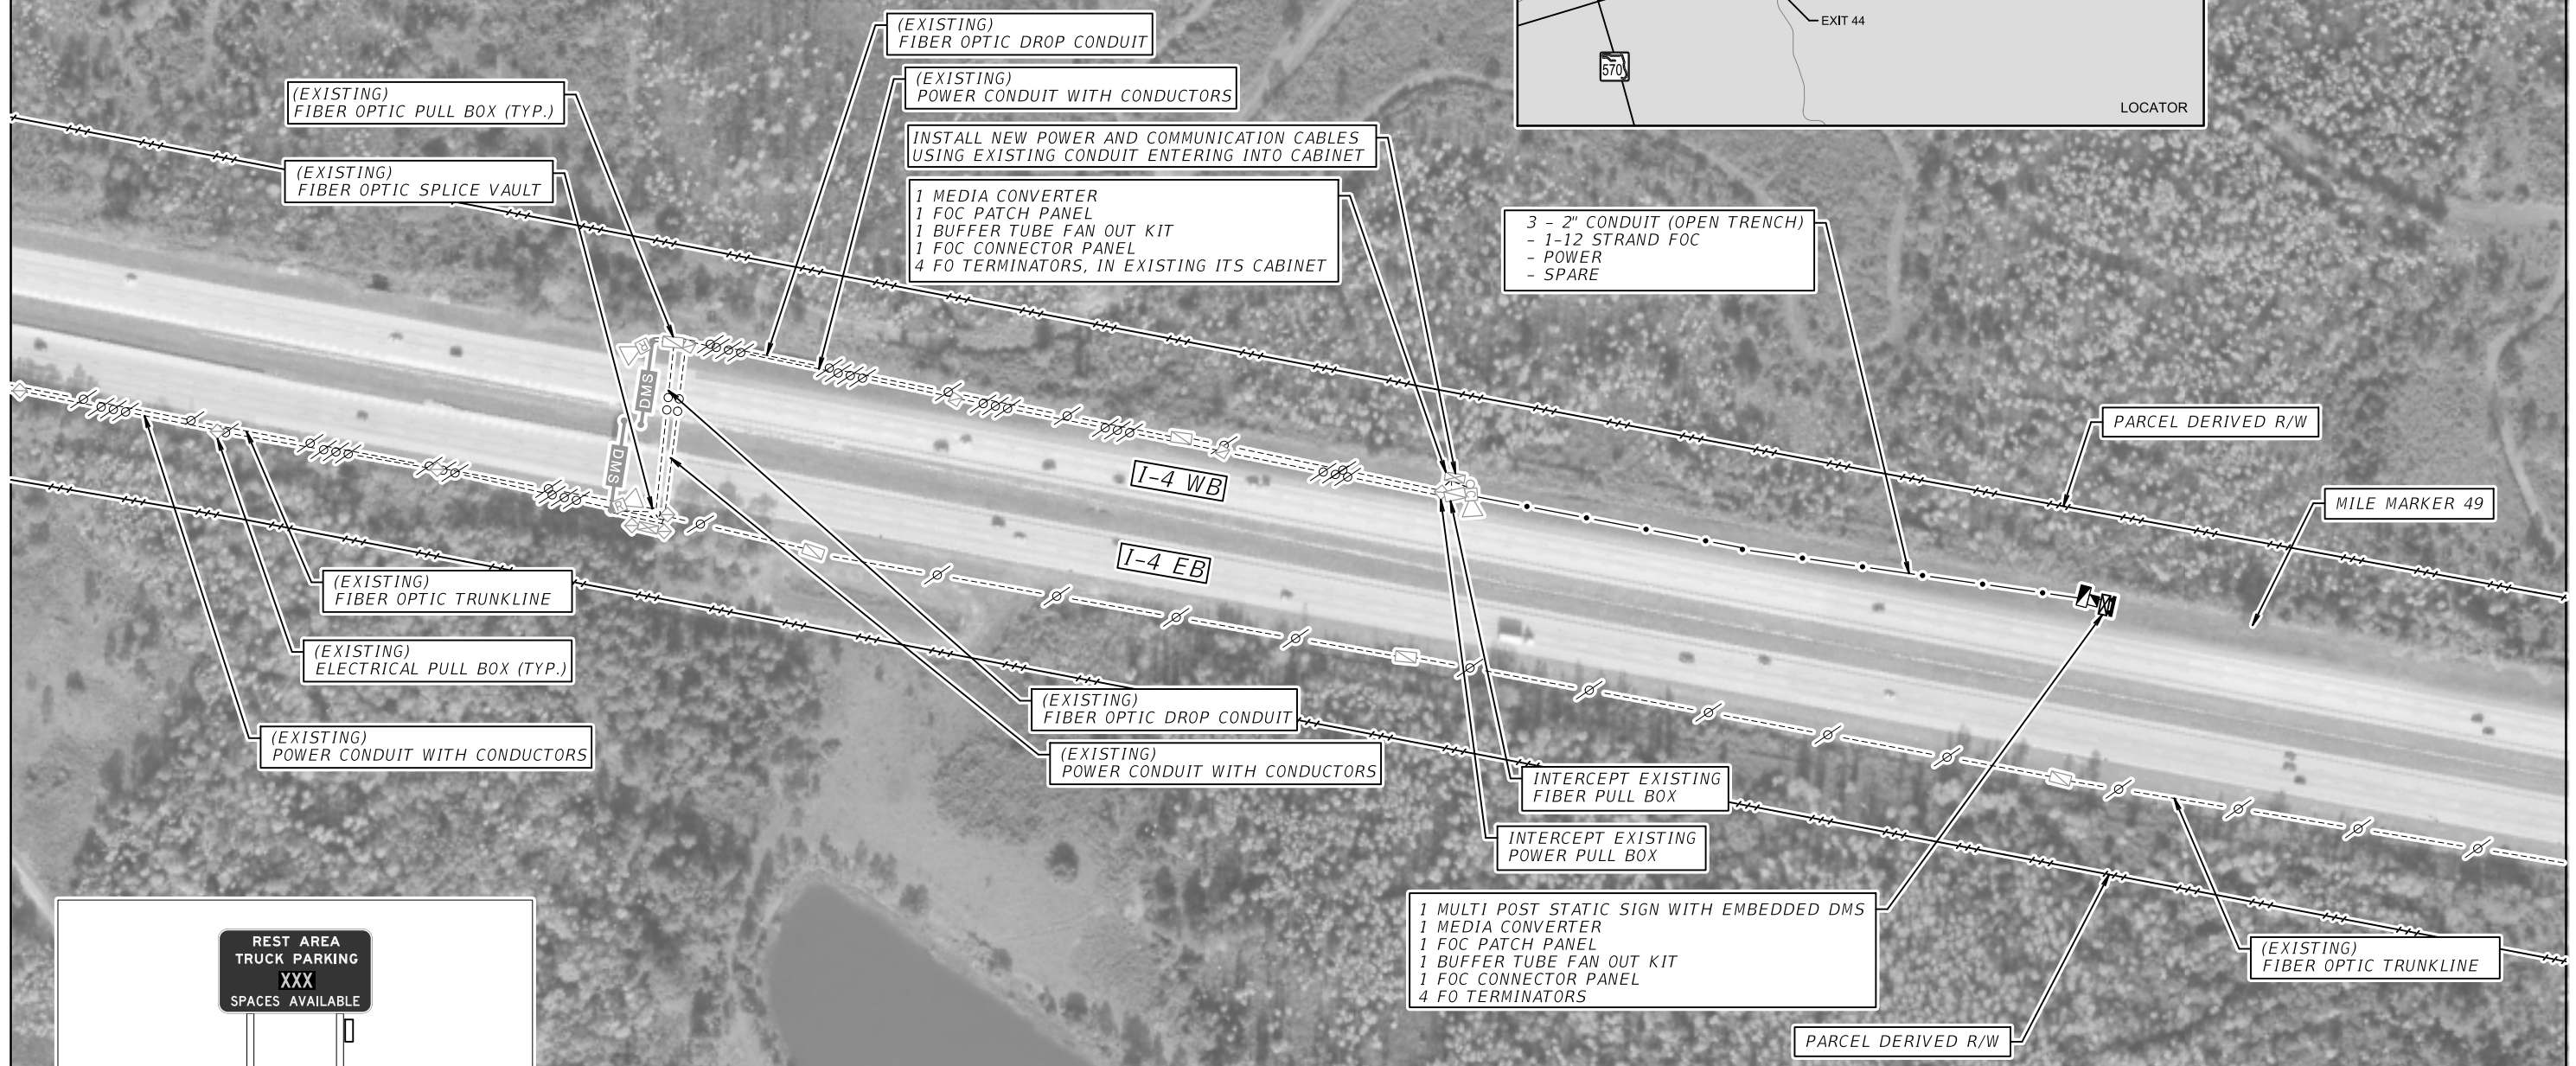 EXIT 44
570
LOCATOR
(EXISTING)
FIBER OPTIC DROP CONDUIT
(EXISTING)
POWER CONDUIT WITH CONDUCTORS
(EXISTING)
FIBER OPTIC PULL BOX (TYP.)
INSTALL NEW POWER AND COMMUNICATION CABLES
USING EXISTING CONDUIT ENTERING INTO CABINET
(EXISTING)
FIBER OPTIC SPLICE VAULT
1 MEDIA CONVERTER
1 FOC PATCH PANEL
1 BUFFER TUBE FAN OUT KIT
1 FOC CONNECTOR PANEL
4 FO TERMINATORS, IN EXISTING ITS CABINET
3 - 2" CONDUIT (OPEN TRENCH)
- 1-12 STRAND FOC
- POWER
- SPARE
DMS
DMS
PARCEL DERIVED R/W
I-4 WB
MILE MARKER 49
I-4 EB
(EXISTING)
FIBER OPTIC TRUNKLINE
(EXISTING)
ELECTRICAL PULL BOX (TYP.)
(EXISTING)
POWER CONDUIT WITH CONDUCTORS
(EXISTING)
FIBER OPTIC DROP CONDUIT
(EXISTING)
POWER CONDUIT WITH CONDUCTORS
INTERCEPT EXISTING
FIBER PULL BOX
INTERCEPT EXISTING
POWER PULL BOX
1 MULTI POST STATIC SIGN WITH EMBEDDED DMS
1 MEDIA CONVERTER
1 FOC PATCH PANEL
1 BUFFER TUBE FAN OUT KIT
1 FOC CONNECTOR PANEL
4 FO TERMINATORS
(EXISTING)
FIBER OPTIC TRUNKLINE
PARCEL DERIVED R/W
REST AREA
TRUCK PARKING
XXX
SPACES AVAILABLE